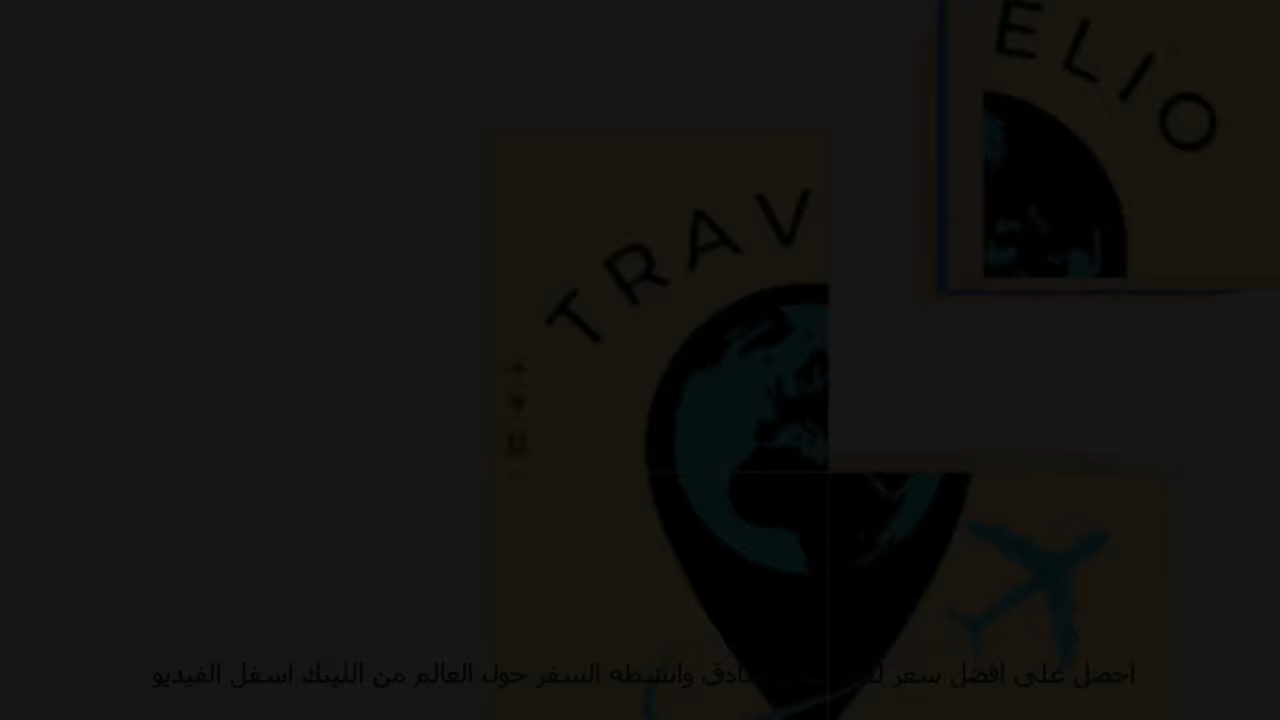 TRAV
ELIO
احصل على افضل سعر وانشطه السفر حول العالم من اللينك اسفل الفيديو